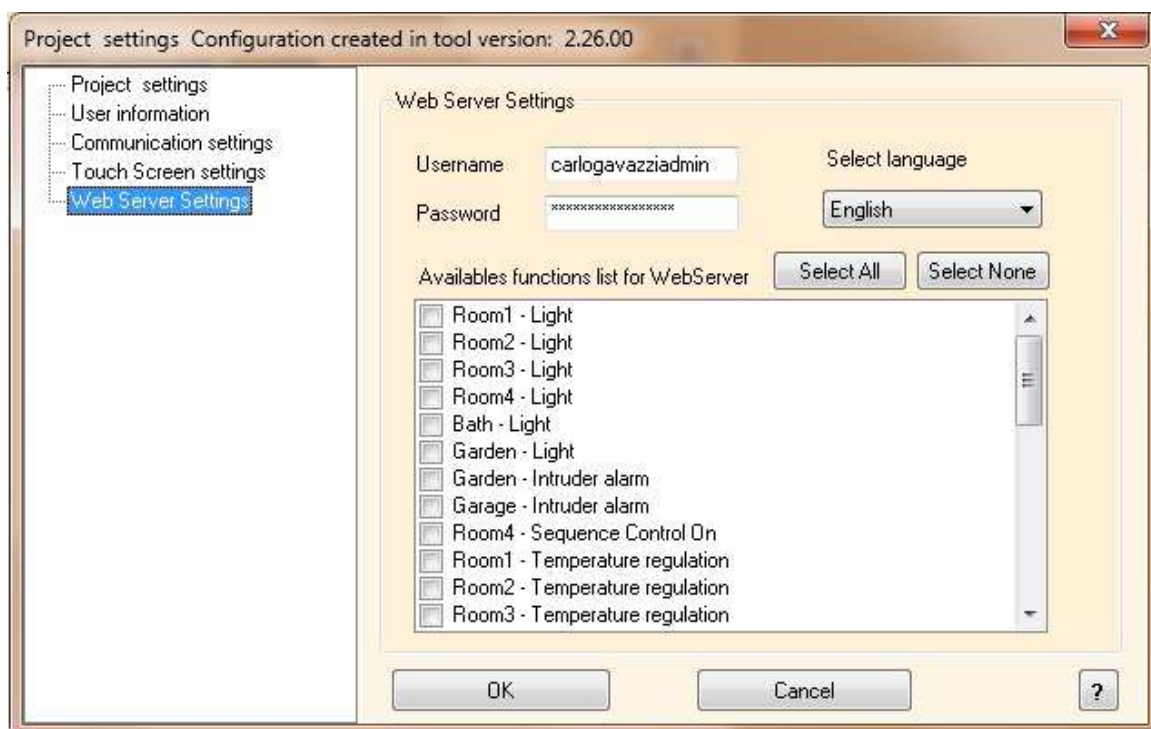 Project settings Configuration created in tool version: 2.26.00
Project settings
User information
Communication settings
Touch Screen settings
Web Server Settings
Web Server Settings
Username carlogavazziadmin Select language
Password ***************** English
Availables functions list for WebServer Select All Select None
Room1 - Light
Room2 - Light
Room3 - Light
Room4 - Light
Bath - Light
Garden - Light
Garden - Intruder alarm
Garage - Intruder alarm
Room4 - Sequence Control On
Room1 - Temperature regulation
Room2 - Temperature regulation
Room3 - Temperature regulation
OK Cancel ?